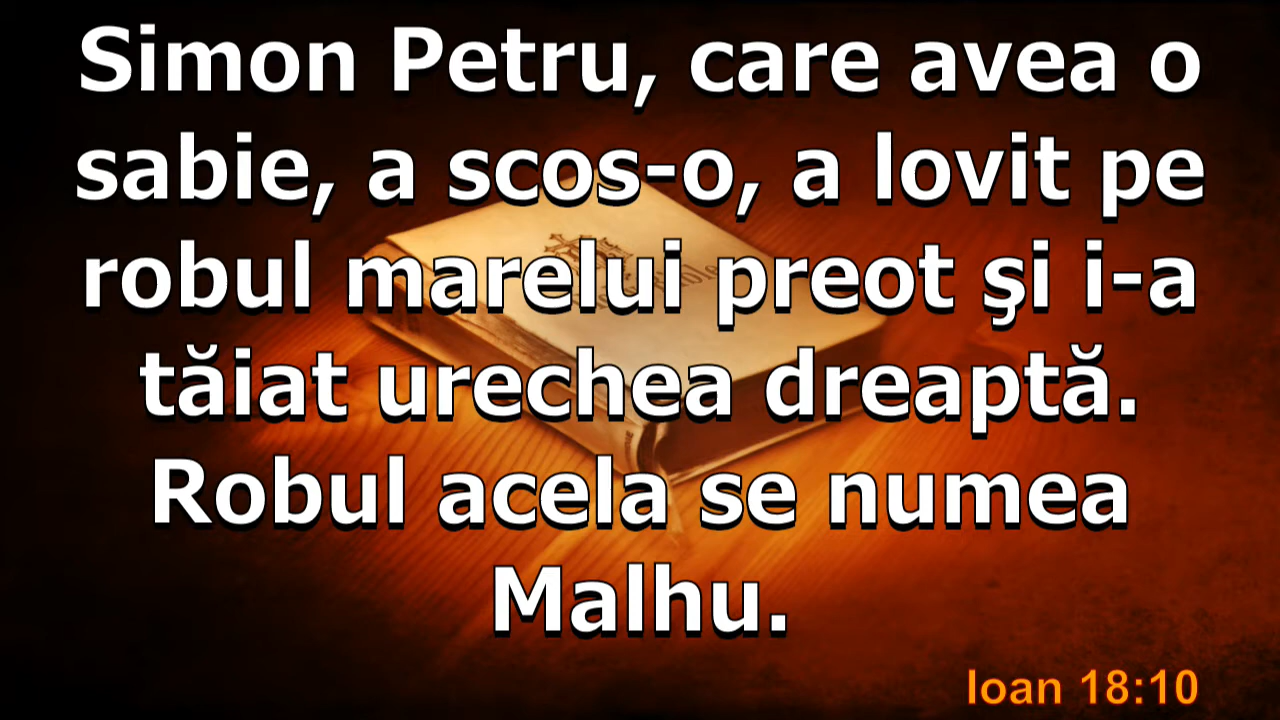 Simon Petru, care avea o
sabie, a scos-o, a lovit pe
robul marelui preot şi i-a
tăiat urechea dreaptă.
Robul acela se numea
Malhu.
Ioan 18:10